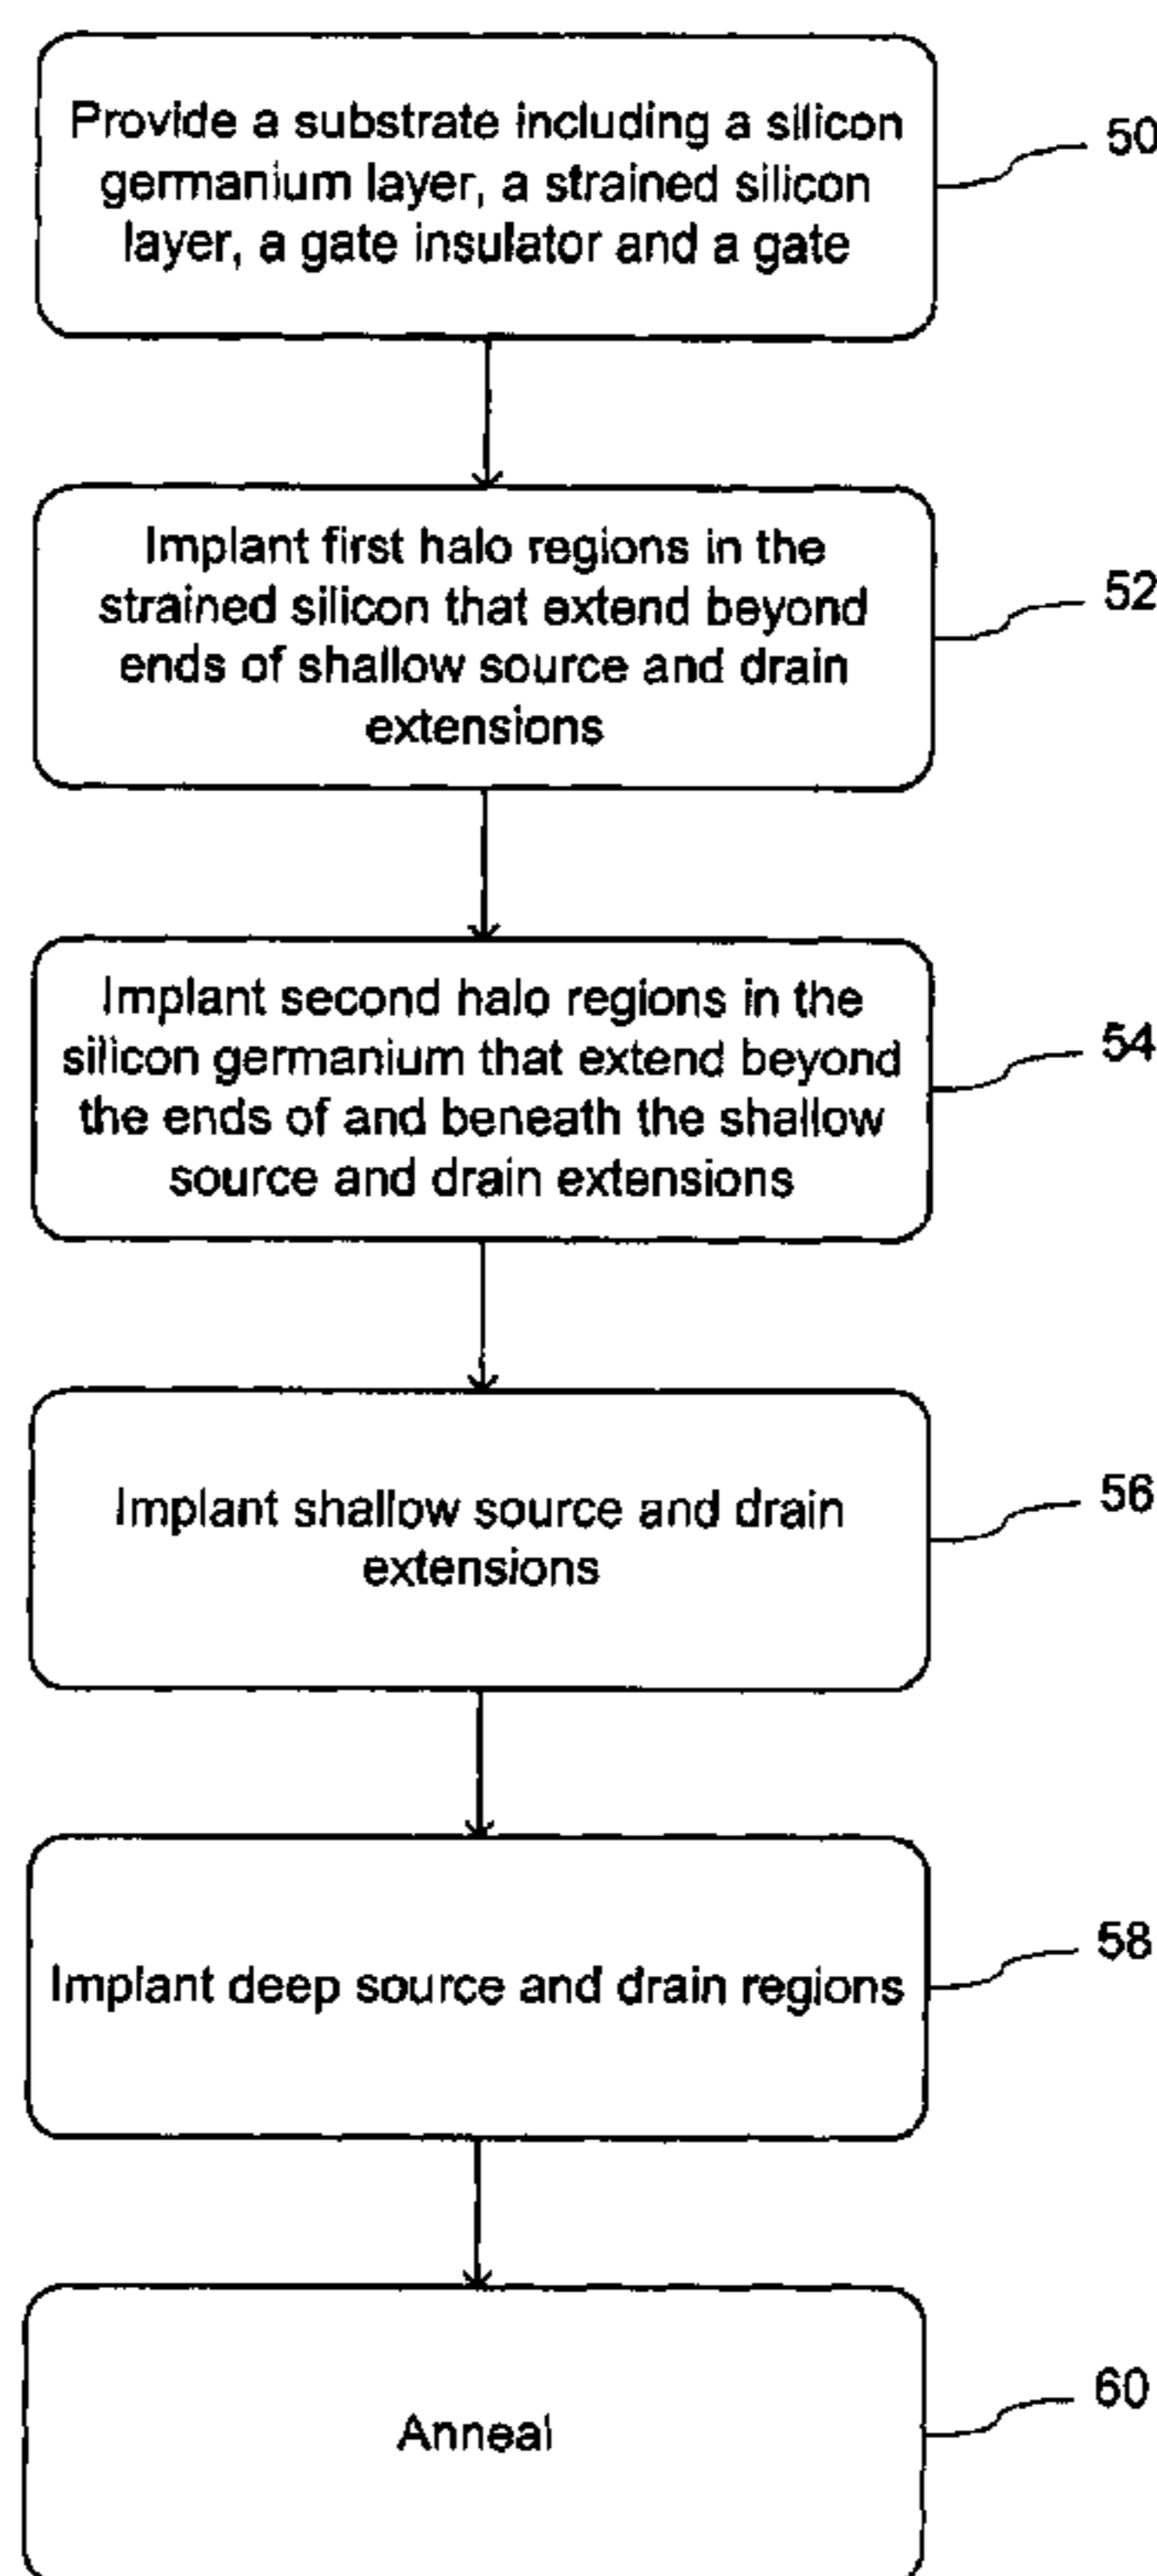 Provide a substrate including a silicon
germanium layer, a strained silicon
layer, a gate insulator and a gate
50
Implant first halo regions in the
strained silicon that extend beyond
ends of shallow source and drain
extensions
52
Implant second halo regions in the
silicon germanium that extend beyond
the ends of and beneath the shallow
source and drain extensions
54
Implant shallow source and drain
extensions
56
Implant deep source and drain regions
58
Anneal
60